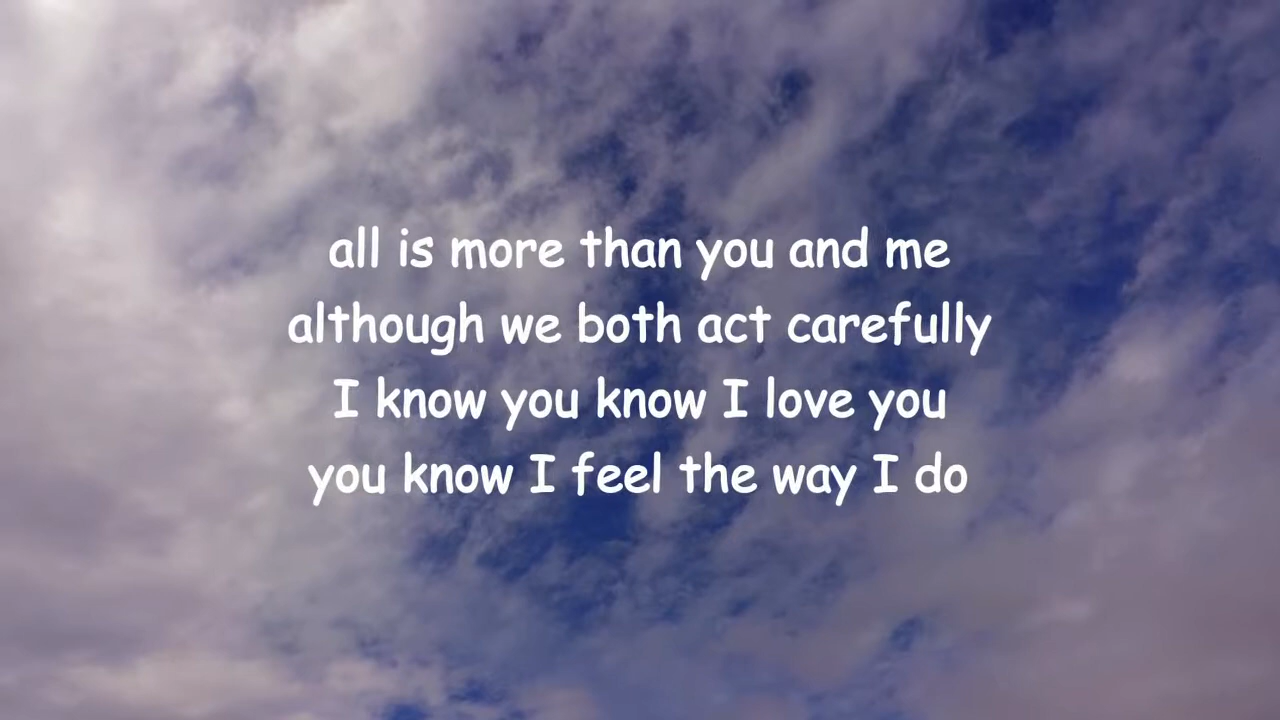 all is more than you and me
although we both act carefully
I know you know I love you
you know I feel the way I do